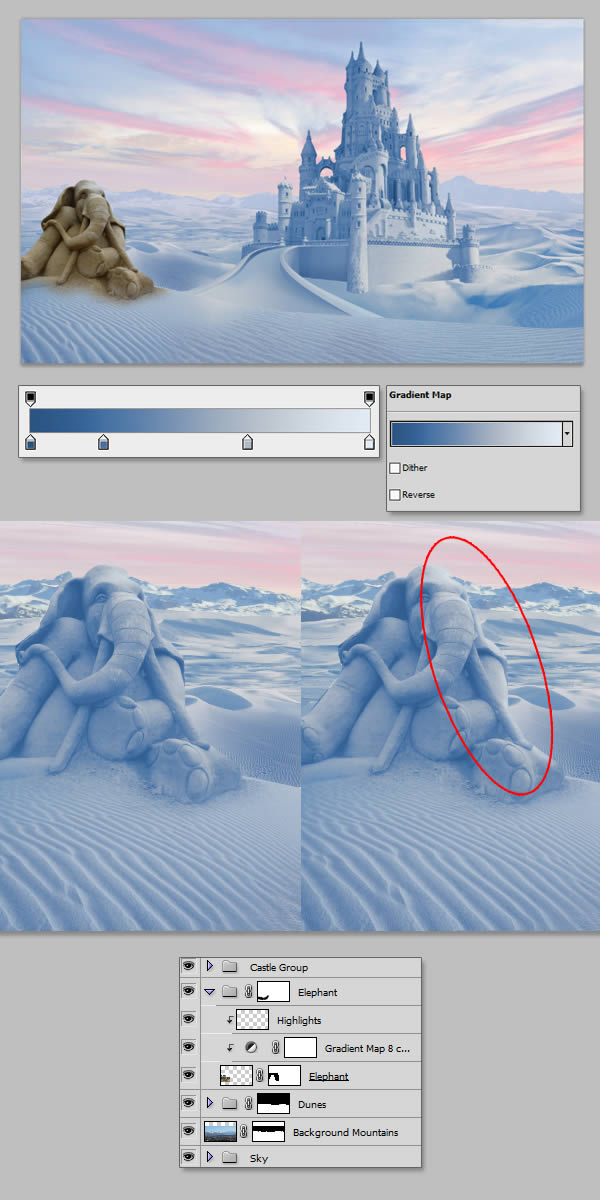 Gradient Map
Dither
Reverse
Castle Group
Elephant
Highlights
Gradient Map 8 c...
Elephant
Dunes
Background Mountains
Sky